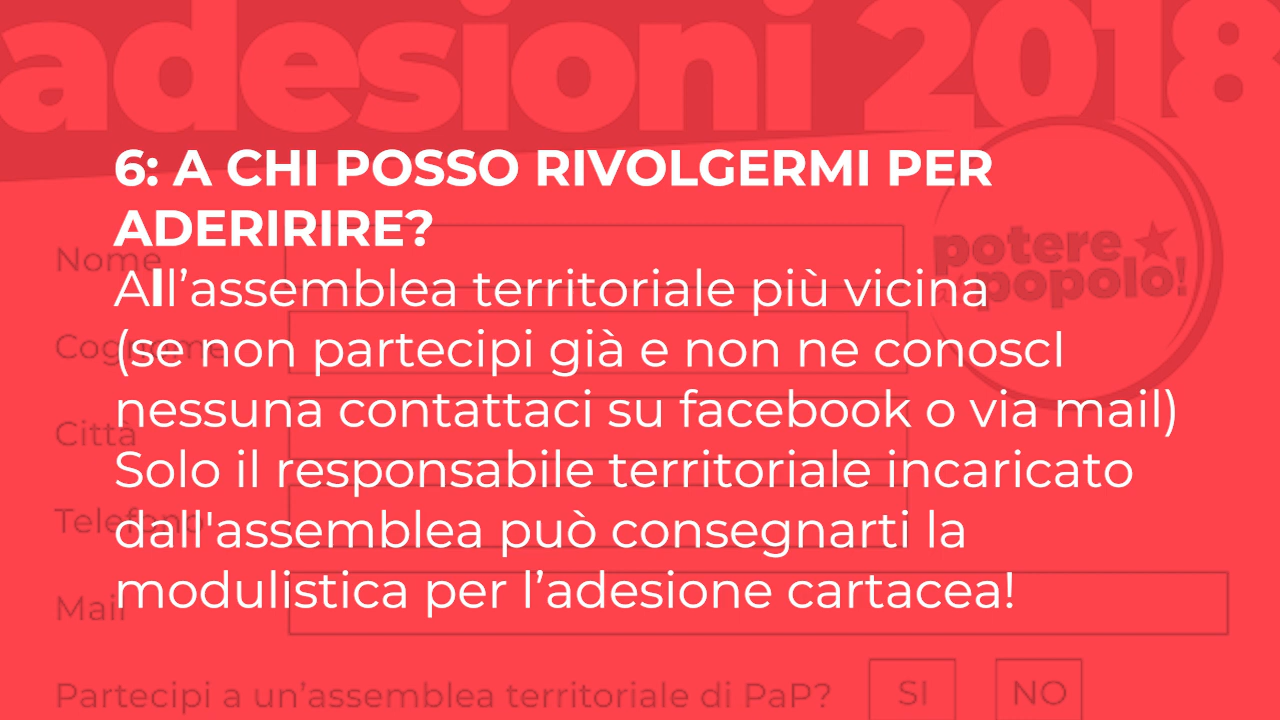 adesioni 2018
6: A CHI POSSO RIVOLGERMI PER
ADERIRIRE?
All’assemblea territoriale più vicina
(se non partecipi già e non ne conoscI
nessuna contattaci su facebook o via mail)
Solo il responsabile territoriale incaricato
dall'assemblea può consegnarti la
modulistica per l’adesione cartacea!
Nome
Cognome
Città
Telefono
Mail
Partecipi a un’assemblea territoriale di PaP? SI NO
potere
popolo!